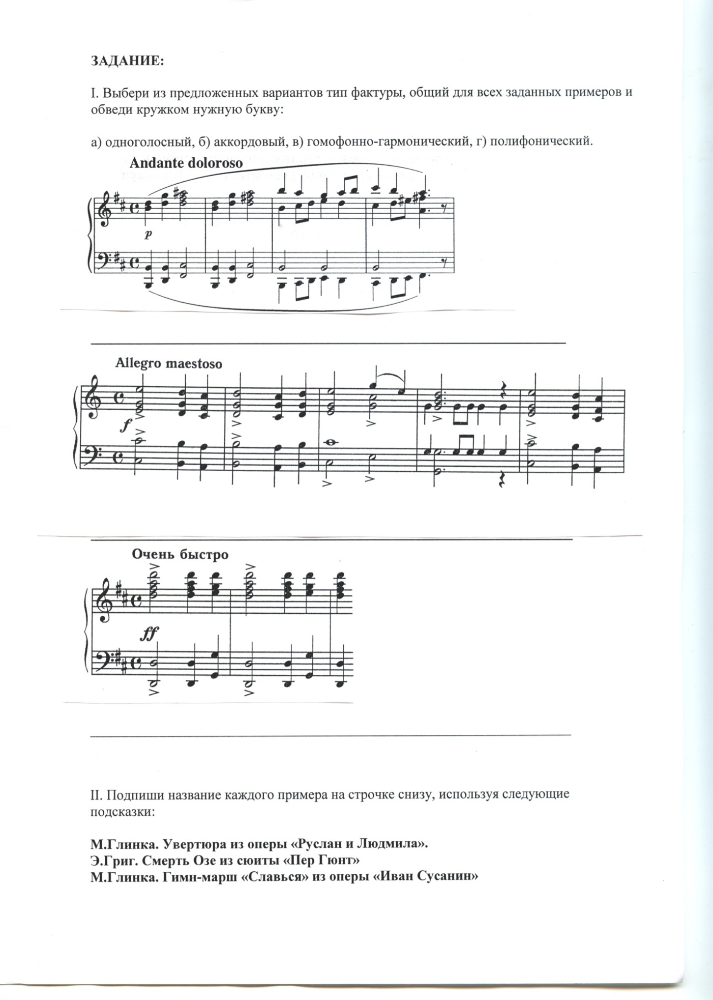 ЗАДАНИЕ:
I. Выбери из предложенных вариантов тип фактуры, общий для всех заданных примеров и
обведи кружком нужную букву:
а) одноголосный, б) аккордовый, в) гомофонно-гармонический, г) полифонический.
Andante doloroso
p
Allegro maestoso
f
Очень быстро
ff
II. Подпиши название каждого примера на строчке снизу, используя следующие
подсказки:
М.Глинка. Увертюра из оперы «Руслан и Людмила».
Э.Григ. Смерть Озе из сюиты «Пер Гюнт»
М.Глинка. Гимн-марш «Славься» из оперы «Иван Сусанин»